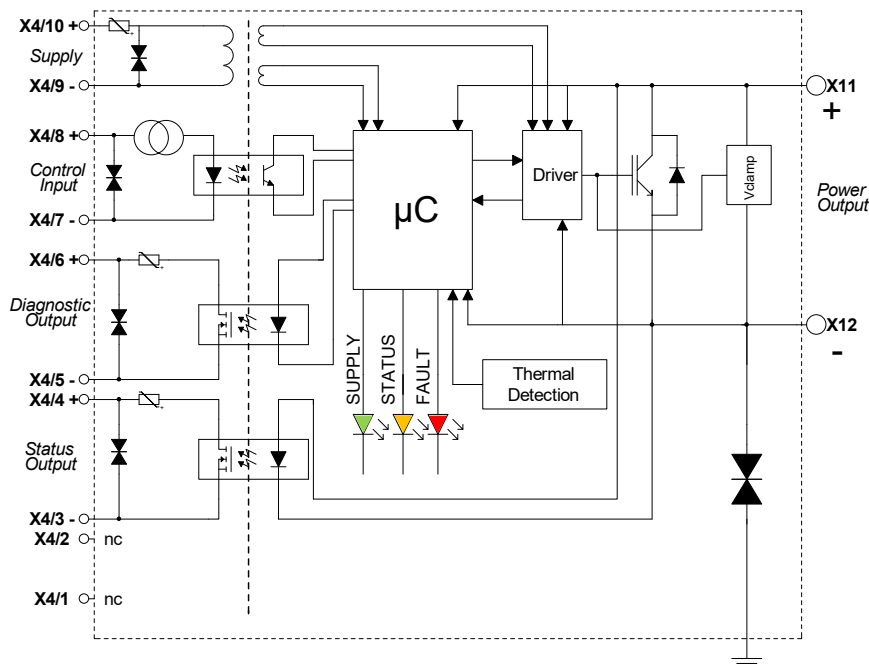 X4/10 +
Supply
X4/9 -
X4/8 +
Control
Input
X4/7 -
X4/6 +
Diagnostic
Output
X4/5 -
X4/4 +
Status
Output
X4/3 -
X4/2 nc
X4/1 nc
µC
Driver
Vclamp
X11
+
Power
Output
X12
-
SUPPLY
STATUS
FAULT
Thermal
Detection